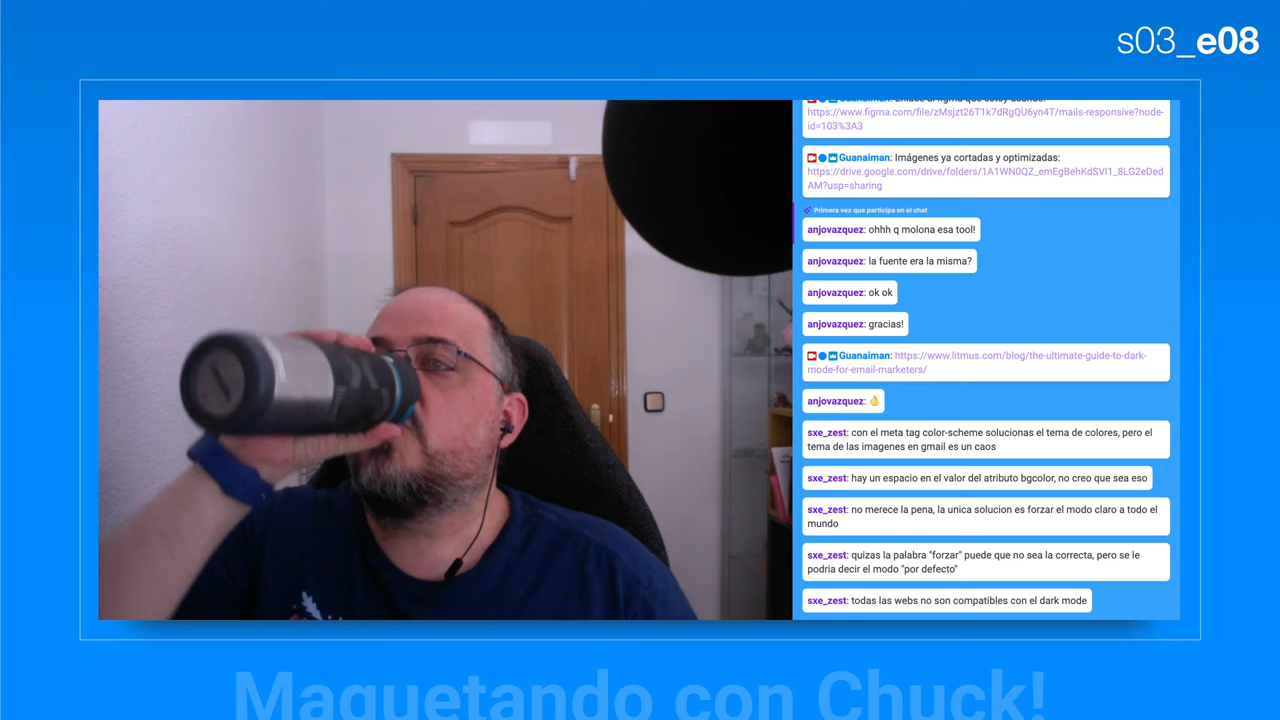 s03_e08
Guanaiman: Enlace al figma que estoy usando:
https://www.figma.com/file/zMsjzt26T1k7dRgQU6yn4T/mails-responsive?node-
id=103%3A3
Guanaiman: Imágenes ya cortadas y optimizadas:
https://drive.google.com/drive/folders/1A1WN0QZ_emEgBehKdSVI1_8LG2eDed
AM?usp=sharing
Primera vez que participa en el chat
anjovazquez: ohhh q molona esa tool!
anjovazquez: la fuente era la misma?
anjovazquez: ok ok
anjovazquez: gracias!
Guanaiman: https://www.litmus.com/blog/the-ultimate-guide-to-dark-
mode-for-email-marketers/
anjovazquez: 👌
sxe_zest: con el meta tag color-scheme solucionas el tema de colores, pero el
tema de las imagenes en gmail es un caos
sxe_zest: hay un espacio en el valor del atributo bgcolor, no creo que sea eso
sxe_zest: no merece la pena, la unica solucion es forzar el modo claro a todo el
mundo
sxe_zest: quizas la palabra "forzar" puede que no sea la correcta, pero se le
podria decir el modo "por defecto"
sxe_zest: todas las webs no son compatibles con el dark mode
Maquetando con Chuck!